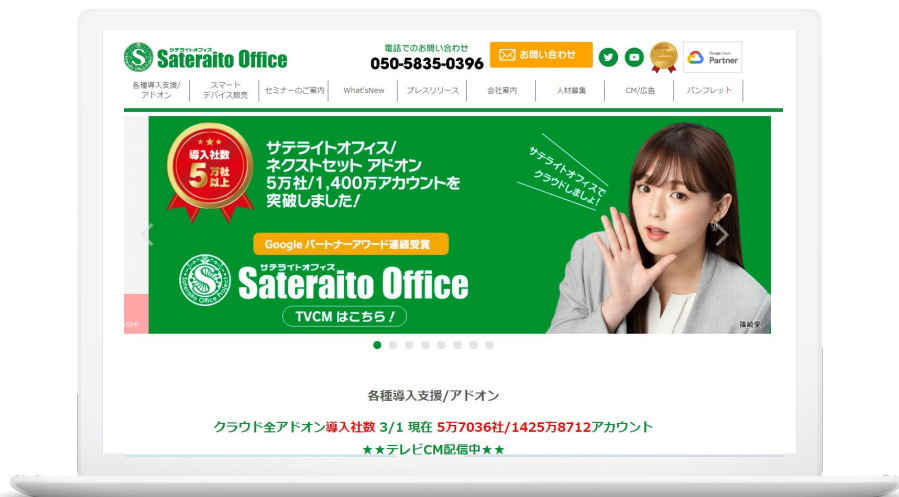 サテライトオフィス
Sateraito Office
電話でのお問い合わせ
050-5835-0396
お問い合わせ
Google Cloud
Partner
各種導入支援/
アドオン
スマート
デバイス販売
セミナーのご案内
What'sNew
プレスリリース
会社案内
人材募集
CM/広告
パンフレット
導入社数
5万社
以上
サテライトオフィス/
ネクストセット アドオン
5万社/1,400万アカウントを
突破しました!
サテライトオフィスで
クラウドしましょ!
Google パートナーアワード連続受賞
サテライトオフィス
Sateraito Office
Sateraito Office Project
TVCM はこちら!
ASHI
篠崎愛
各種導入支援/アドオン
クラウド全アドオン導入社数 3/1 現在 5万7036社/1425万8712アカウント
★★テレビCM配信中★★